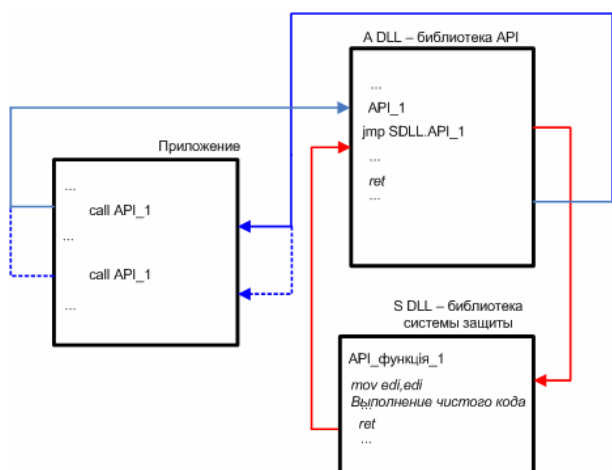 A DLL – библиотека API
...
API_1
jmp SDLL.API_1
...
ret
...
Приложение
...
call API_1
...
call API_1
...
S DLL – библиотека
системы защиты
API_функція_1
mov edi,edi
Выполнение чистого кода
...
ret
...